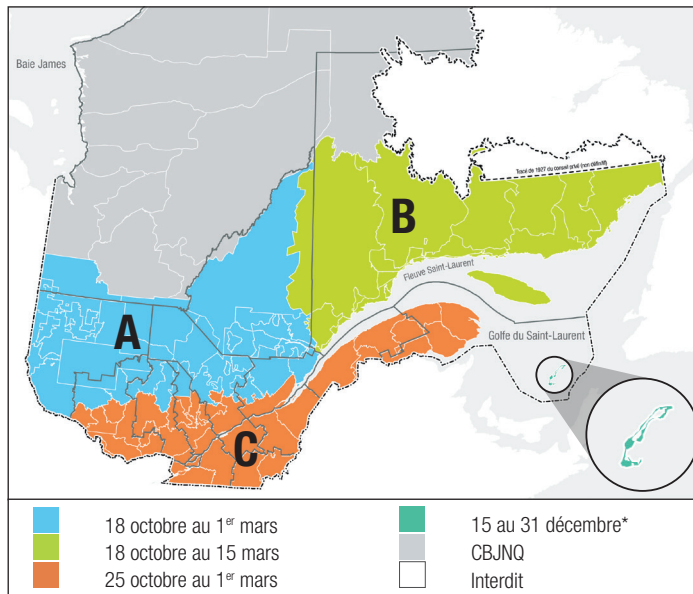 Baie James
Tracé de 1927 du conseil privé (non définitif)
B
Fleuve Saint-Laurent
A
Golfe du Saint-Laurent
C
18 octobre au 1er mars
18 octobre au 15 mars
25 octobre au 1er mars
15 au 31 décembre*
CBJNQ
Interdit